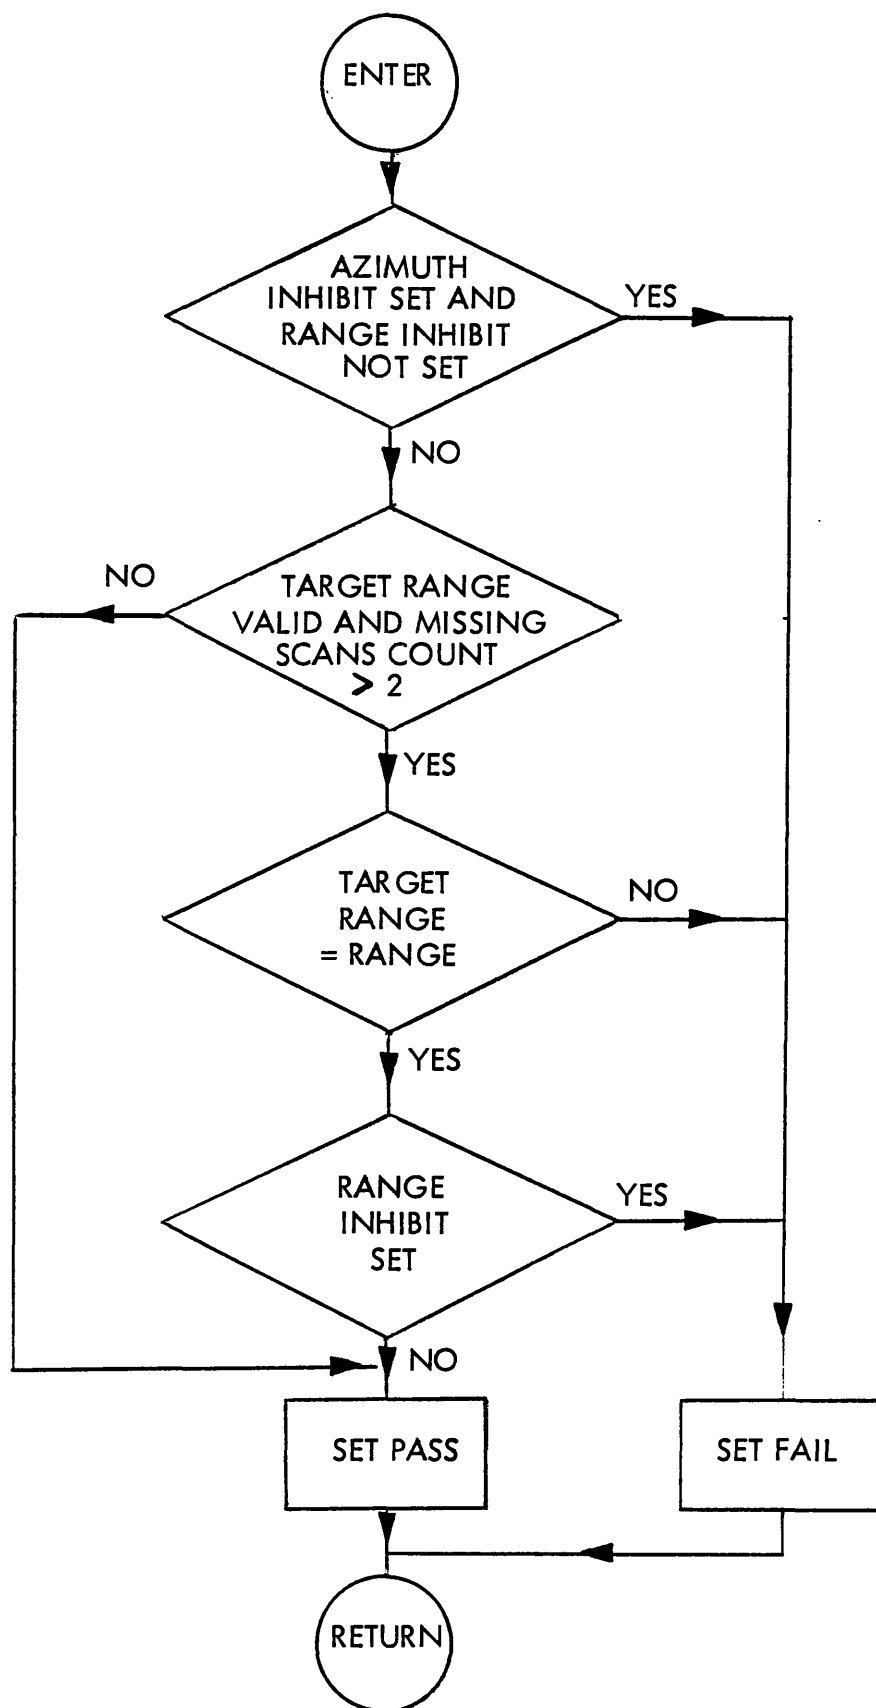 ENTER
AZIMUTH
INHIBIT SET AND
RANGE INHIBIT
NOT SET
YES
NO
NO
TARGET RANGE
VALID AND MISSING
SCANS COUNT
> 2
YES
TARGET
RANGE
= RANGE
NO
YES
RANGE
INHIBIT
SET
YES
NO
SET PASS
SET FAIL
RETURN